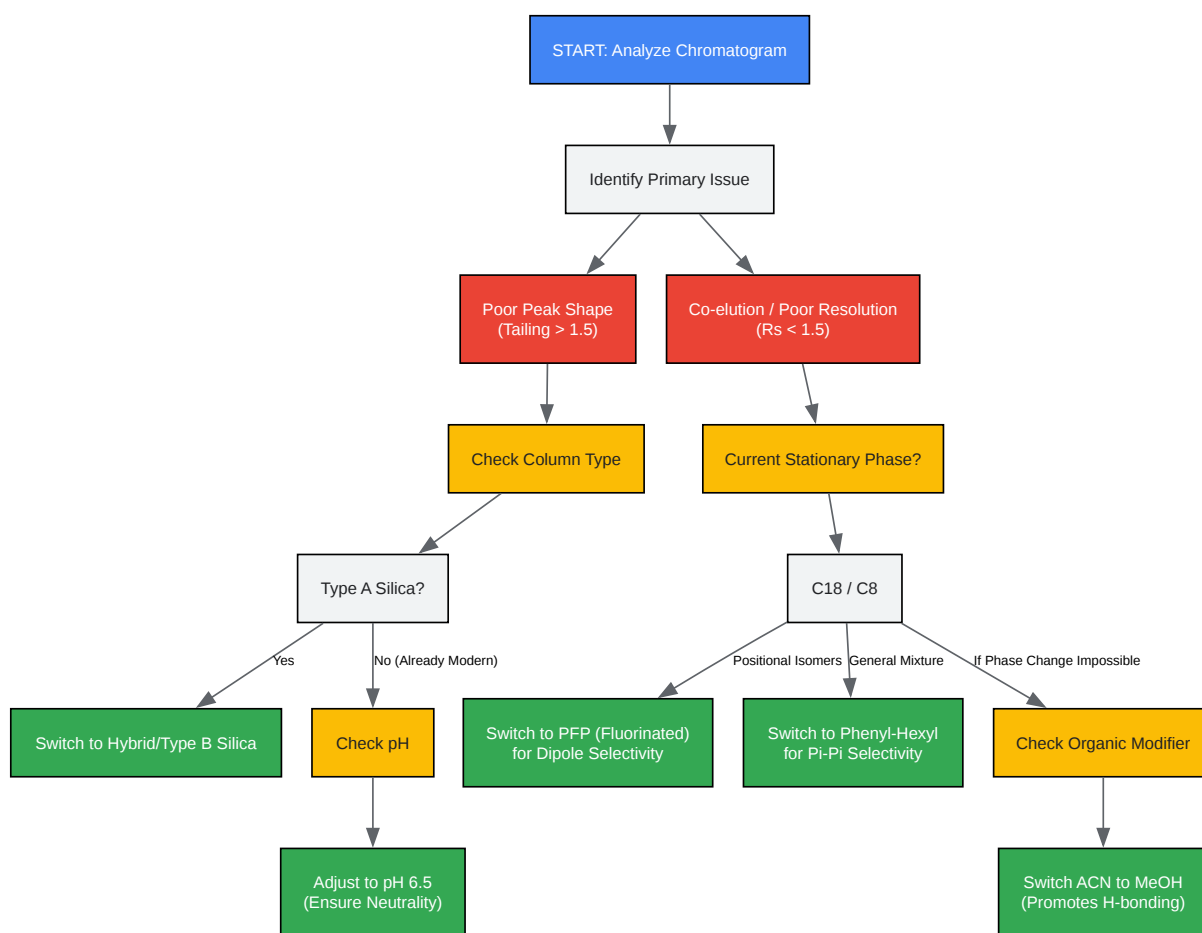 START: Analyze Chromatogram
Identify Primary Issue
Poor Peak Shape
(Tailing > 1.5)
Co-elution / Poor Resolution
(Rs < 1.5)
Check Column Type
Current Stationary Phase?
Type A Silica?
C18 / C8
Yes
No (Already Modern)
Positional Isomers
General Mixture
If Phase Change Impossible
Switch to Hybrid/Type B Silica
Check pH
Switch to PFP (Fluorinated)
for Dipole Selectivity
Switch to Phenyl-Hexyl
for Pi-Pi Selectivity
Check Organic Modifier
Adjust to pH 6.5
(Ensure Neutrality)
Switch ACN to MeOH
(Promotes H-bonding)